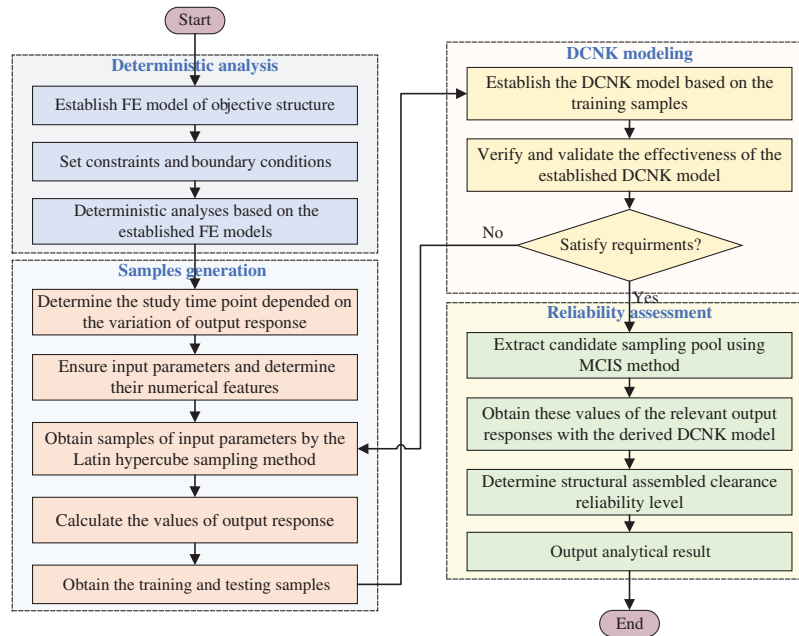 Start
Deterministic analysis
Establish FE model of objective structure
Set constraints and boundary conditions
Deterministic analyses based on the
established FE models
Samples generation
Determine the study time point depended on
the variation of output response
Ensure input parameters and determine
their numerical features
Obtain samples of input parameters by the
Latin hypercube sampling method
Calculate the values of output response
Obtain the training and testing samples
DCNK modeling
Establish the DCNK model based on the
training samples
Verify and validate the effectiveness of the
established DCNK model
No
Satisfy requirments?
Yes
Reliability assessment
Extract candidate sampling pool using
MCIS method
Obtain these values of the relevant output
responses with the derived DCNK model
Determine structural assembled clearance
reliability level
Output analytical result
End